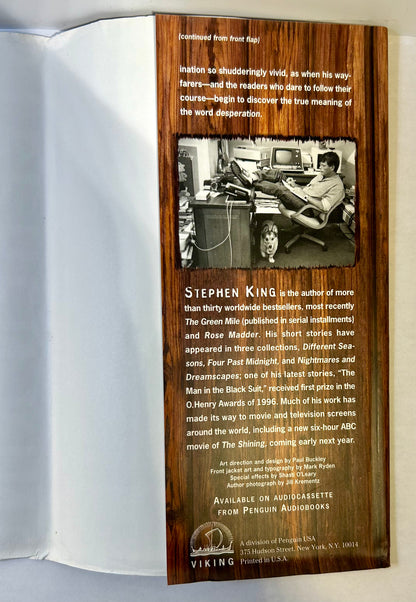 (continued from front flap)
ination so shudderingly vivid, as when his way-
farers—and the readers who dare to follow their
course—begin to discover the true meaning of
the word desperation.
STEPHEN KING is the author of more
than thirty worldwide bestsellers, most recently
The Green Mile (published in serial installments)
and Rose Madder. His short stories have
appeared in three collections, Different Sea-
sons, Four Past Midnight, and Nightmares and
Dreamscapes; one of his latest stories, "The
Man in the Black Suit," received first prize in the
O.Henry Awards of 1996. Much of his work has
made its way to movie and television screens
around the world, including a new six-hour ABC
movie of The Shining, coming early next year.
Art direction and design by Paul Buckley
Front jacket art and typography by Mark Ryden
Special effects by Shasti O'Leary
Author photograph by Jill Krementz
AVAILABLE ON AUDIOCASSETTE
FROM PENGUIN AUDIOBOOKS
VIKING
A division of Penguin USA
375 Hudson Street, New York, N.Y. 10014
Printed in U.S.A.